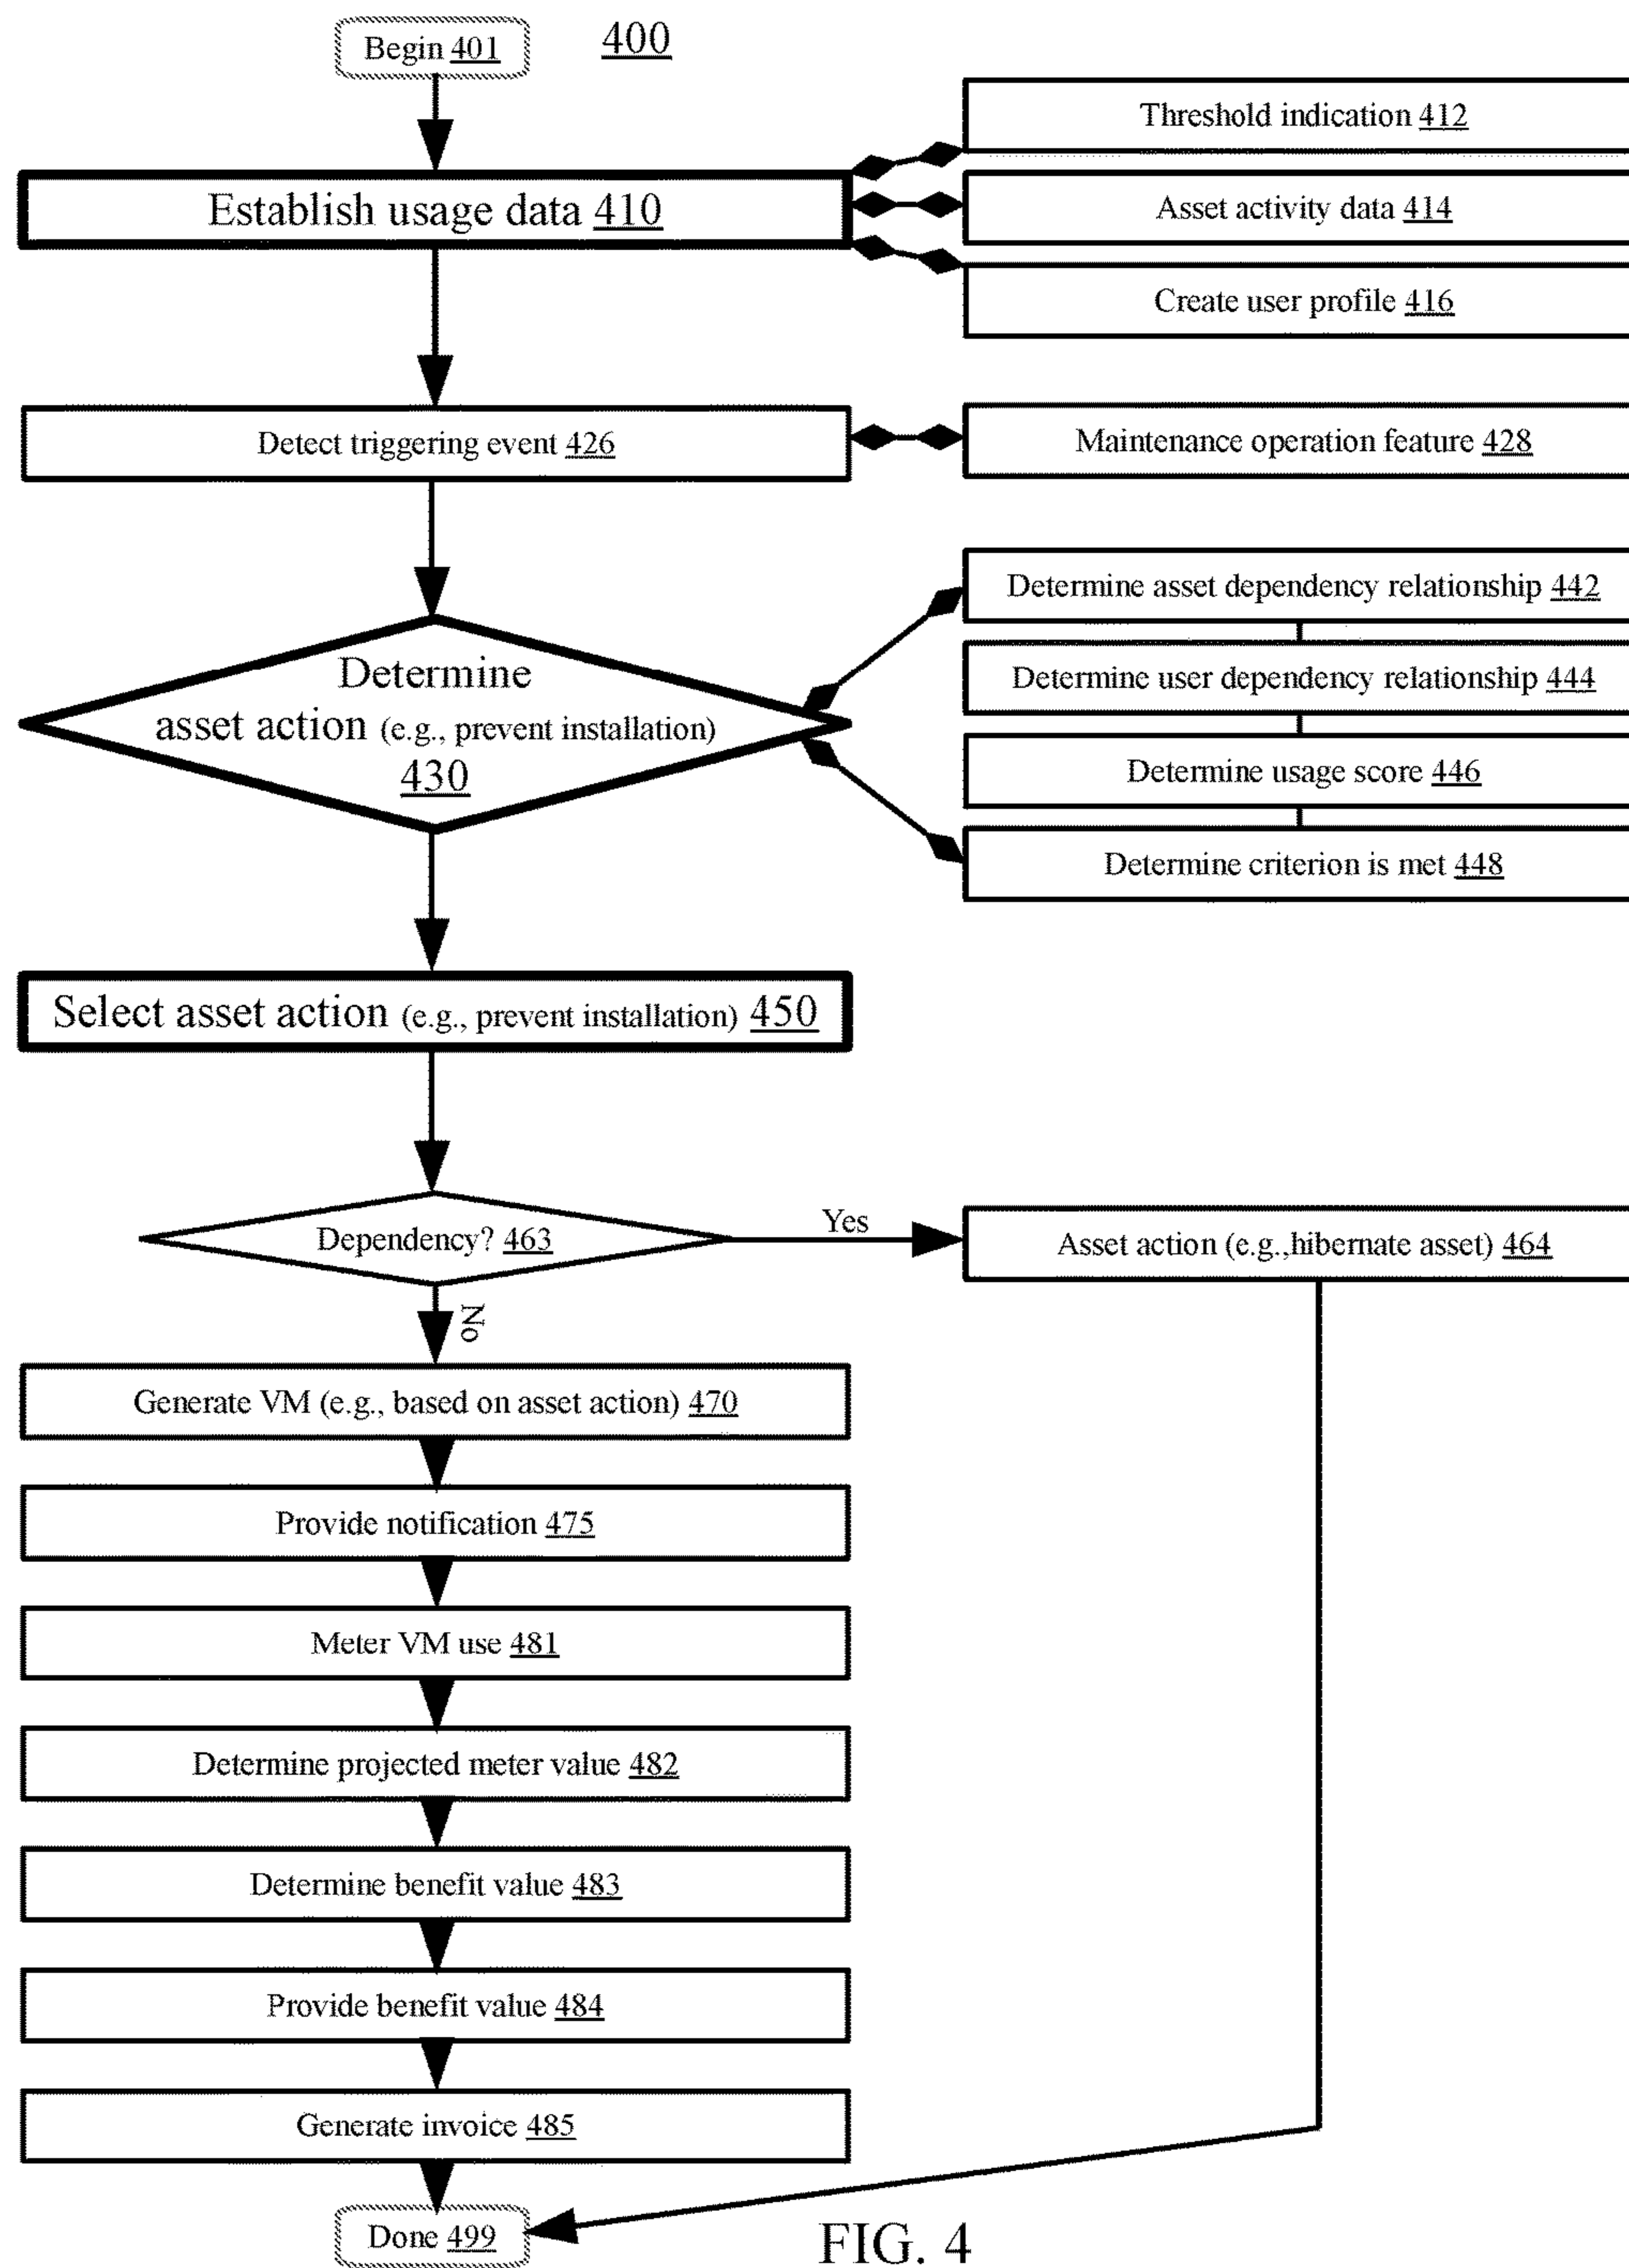 Begin 401
400
Threshold indication 412
Establish usage data 410
Asset activity data 414
Create user profile 416
Detect triggering event 426
Maintenance operation feature 428
Determine asset dependency relationship 442
Determine
asset action (e.g., prevent installation)
430
Determine user dependency relationship 444
Determine usage score 446
Determine criterion is met 448
Select asset action (e.g., prevent installation) 450
Dependency? 463
Yes
Asset action (e.g.,hibernate asset) 464
No
Generate VM (e.g., based on asset action) 470
Provide notification 475
Meter VM use 481
Determine projected meter value 482
Determine benefit value 483
Provide benefit value 484
Generate invoice 485
Done 499
FIG. 4